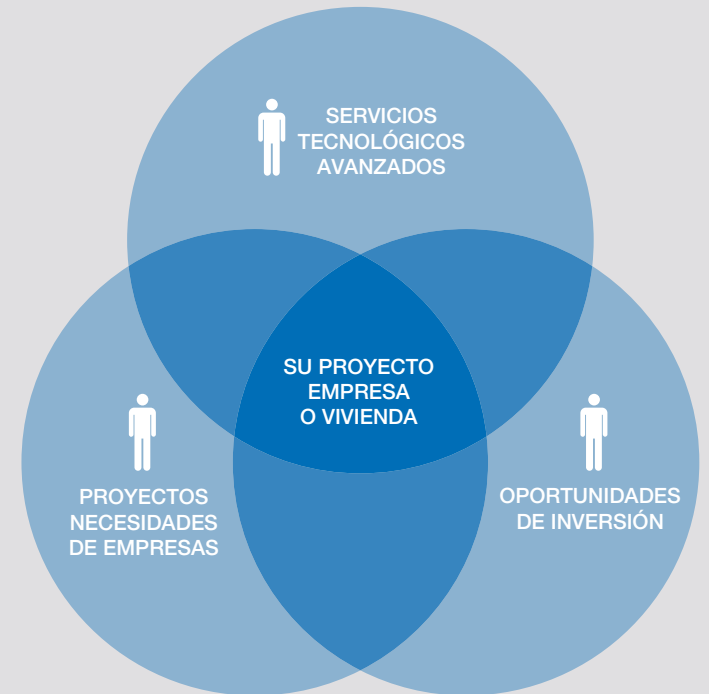 SERVICIOS
TECNOLÓGICOS
AVANZADOS
SU PROYECTO
EMPRESA
O VIVIENDA
PROYECTOS
NECESIDADES
DE EMPRESAS
OPORTUNIDADES
DE INVERSIÓN